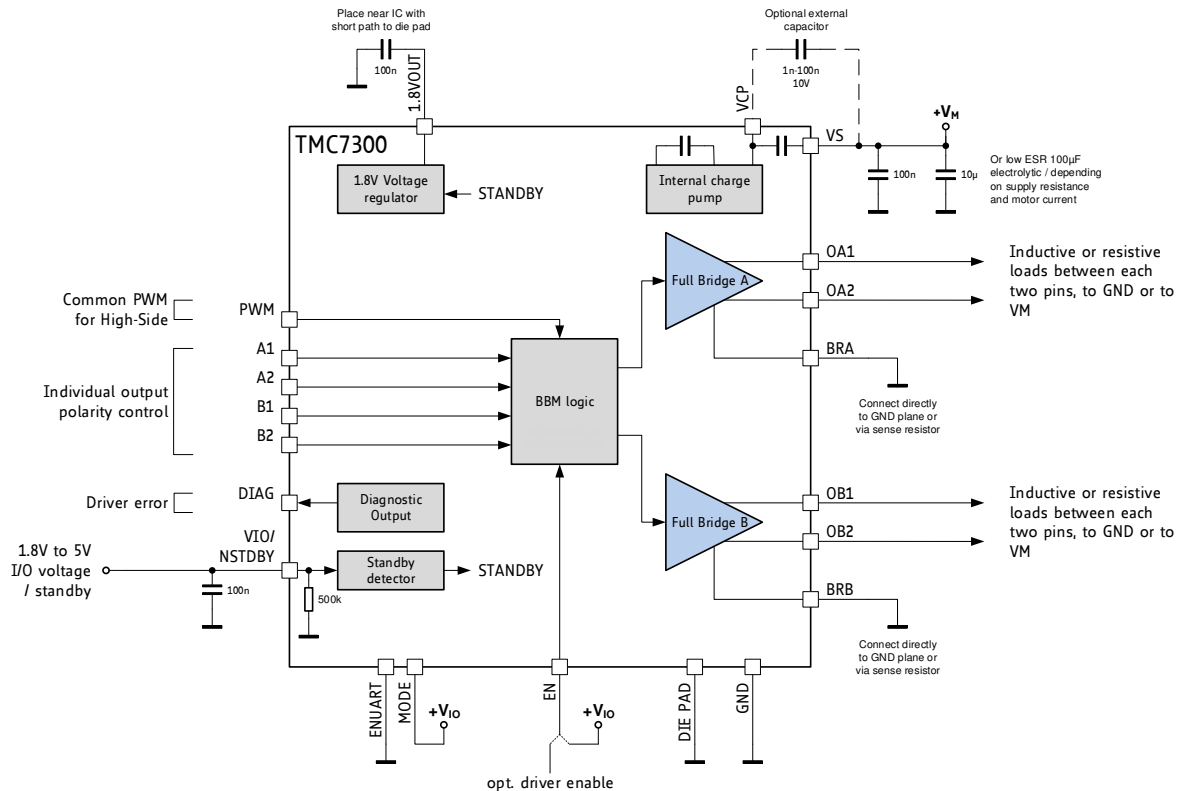 Place near IC with
short path to die pad
100n
1.8VOUT
Optional external
capacitor
1n-100n
10V
VCP
+VM
VS
TMC7300
1.8V Voltage
regulator
STANDBY
Internal charge
pump
100n
10µ
Or low ESR 100µF
electrolytic / depending
on supply resistance
and motor current
OA1
Full Bridge A
OA2
Inductive or resistive
loads between each
two pins, to GND or to
VM
BRA
Connect directly
to GND plane or
via sense resistor
Common PWM
for High-Side
PWM
A1
A2
B1
B2
Individual output
polarity control
BBM logic
DIAG
Driver error
Diagnostic
Output
VIO/
NSTDBY
1.8V to 5V
I/O voltage
/ standby
100n
500k
Standby
detector
STANDBY
OB1
Full Bridge B
OB2
Inductive or resistive
loads between each
two pins, to GND or to
VM
BRB
Connect directly
to GND plane or
via sense resistor
ENUART
MODE
+VIO
EN
+VIO
opt. driver enable
DIE PAD
GND